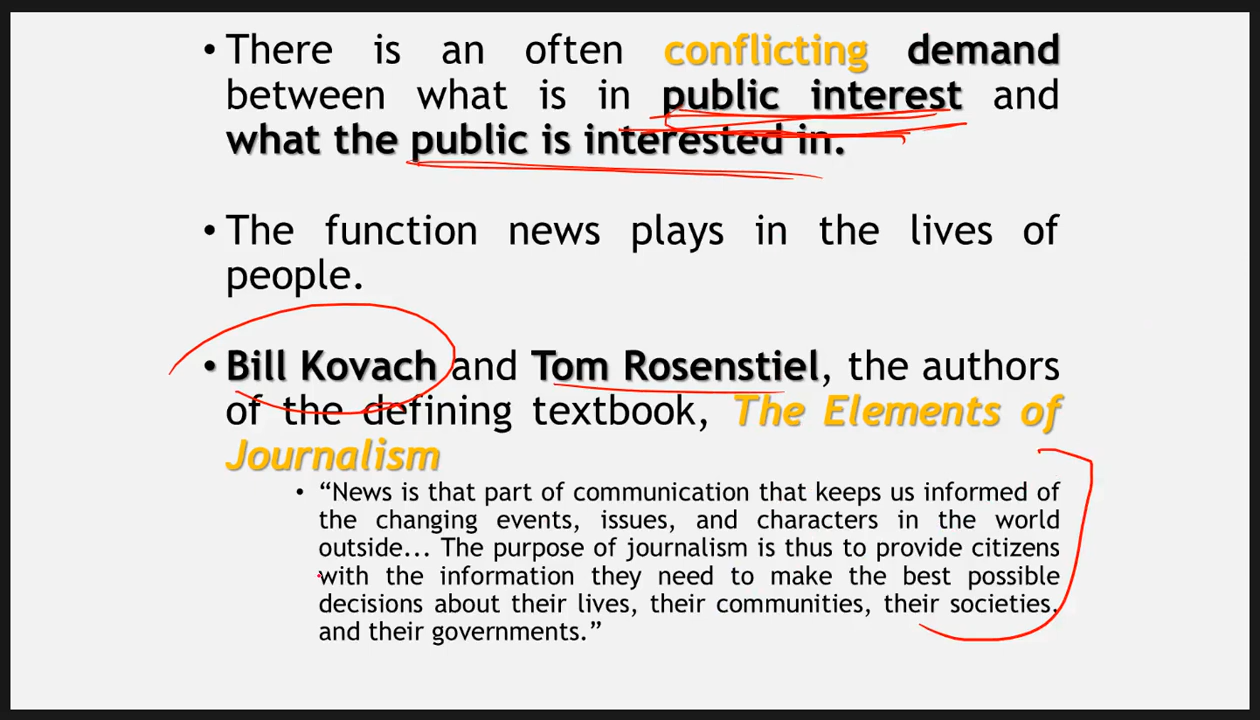 • There is an often conflicting demand
between what is in public interest and
what the public is interested in.
• The function news plays in the lives of
people.
• Bill Kovach and Tom Rosenstiel, the authors
of the defining textbook, The Elements of
Journalism
• “News is that part of communication that keeps us informed of
the changing events, issues, and characters in the world
outside... The purpose of journalism is thus to provide citizens
with the information they need to make the best possible
decisions about their lives, their communities, their societies,
and their governments.”